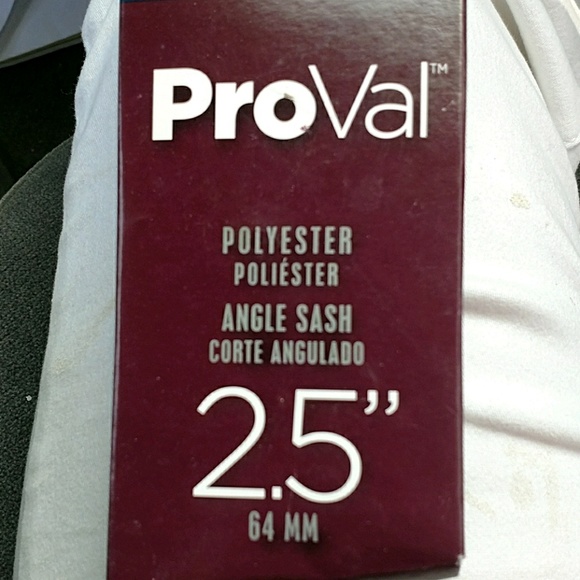 ProVal™
POLYESTER
POLIÉSTER
ANGLE SASH
CORTE ANGULADO
2.5”
64 MM